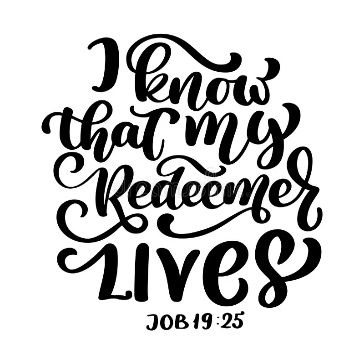 I know
that my
Redeemer
LIVES
JOB 19:25